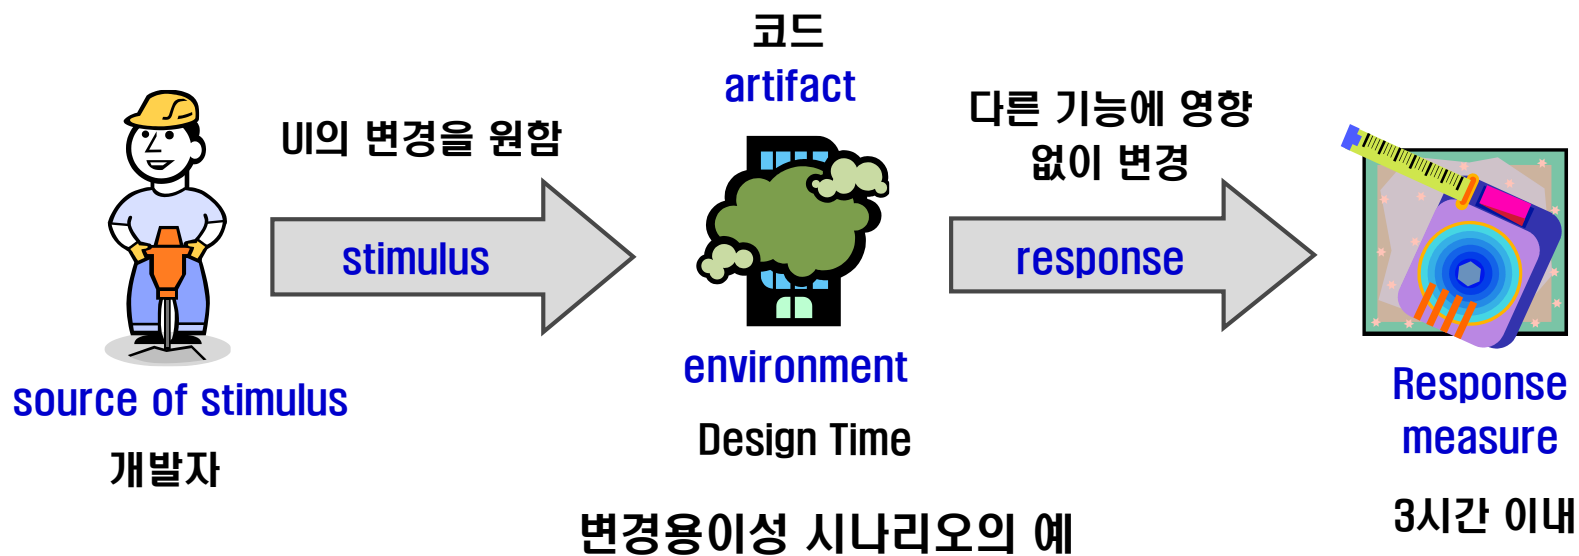 코드
artifact
UI의 변경을 원함
다른 기능에 영향
없이 변경
stimulus
response
source of stimulus
개발자
environment
Design Time
Response
measure
3시간 이내
변경용이성 시나리오의 예